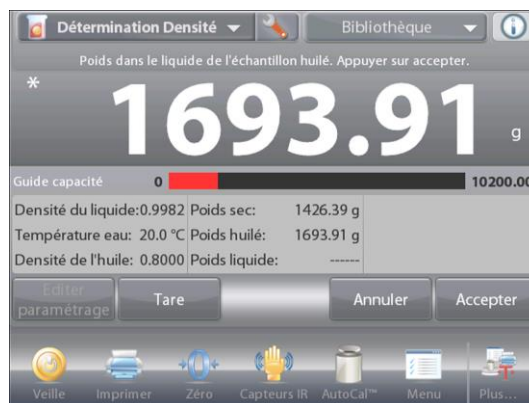 Détermination Densité
Bibliothèque
Poids dans le liquide de l'échantillon huilé. Appuyer sur accepter.
* 1693.91 g
Guide capacité 0 10200.00
Densité du liquide:0.9982 Poids sec: 1426.39 g
Température eau: 20.0 °C Poids huilé: 1693.91 g
Densité de l'huile: 0.8000 Poids liquide: ------
Editer
paramétrage
Tare
Annuler
Accepter
Veille Imprimer Zéro Capteurs IR AutoCal™ Menu Plus...